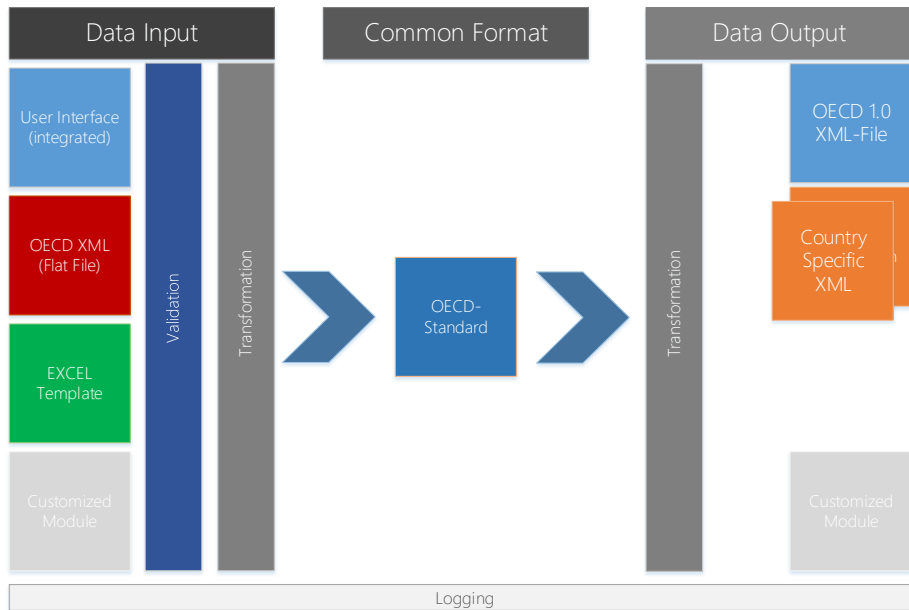 Data Input
Common Format
Data Output
User Interface
(integrated)
OECD XML
(Flat File)
EXCEL
Template
Customized
Module
Validation
Transformation
OECD-
Standard
Transformation
OECD 1.0
XML-File
Country
Specific
XML
Customized
Module
Logging